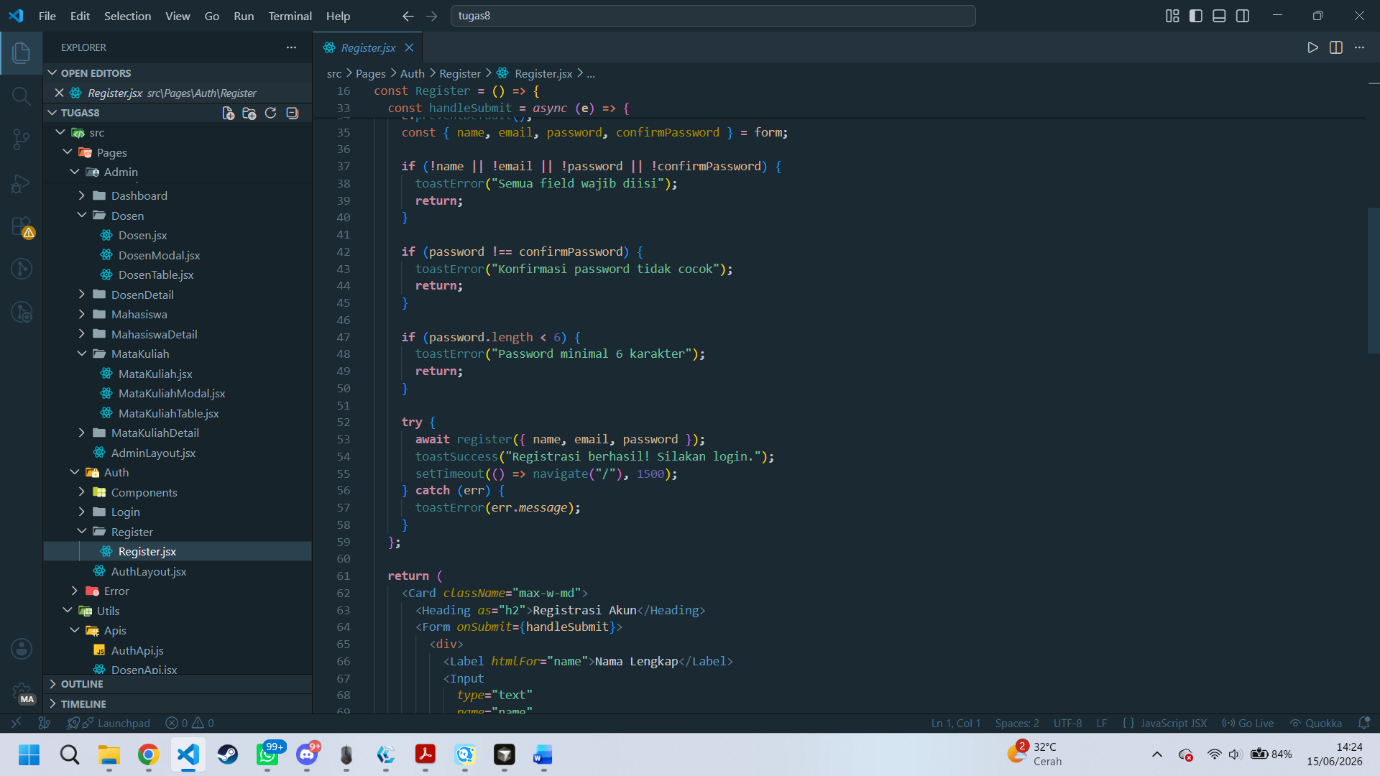 File Edit Selection View Go Run Terminal Help
tugas8
EXPLORER
OPEN EDITORS
Register.jsx src\Pages\Auth\Register
TUGAS8
src
Pages
Admin
Dashboard
Dosen
Dosen.jsx
DosenModal.jsx
DosenTable.jsx
DosenDetail
Mahasiswa
MahasiswaDetail
MataKuliah
MataKuliah.jsx
MataKuliahModal.jsx
MataKuliahTable.jsx
MataKuliahDetail
AdminLayout.jsx
Auth
Components
Login
Register
Register.jsx
AuthLayout.jsx
Error
Utils
Apis
AuthApi.js
DosenApi.jsx
OUTLINE
TIMELINE
Register.jsx
src > Pages > Auth > Register > Register.jsx > ...
16 const Register = () => {
33 const handleSubmit = async (e) => {
34 e.preventDefault();
35 const { name, email, password, confirmPassword } = form;
36
37 if (!name || !email || !password || !confirmPassword) {
38 toastError("Semua field wajib diisi");
39 return;
40 }
41
42 if (password !== confirmPassword) {
43 toastError("Konfirmasi password tidak cocok");
44 return;
45 }
46
47 if (password.length < 6) {
48 toastError("Password minimal 6 karakter");
49 return;
50 }
51
52 try {
53 await register({ name, email, password });
54 toastSuccess("Registrasi berhasil! Silakan login.");
55 setTimeout(() => navigate("/"), 1500);
56 } catch (err) {
57 toastError(err.message);
58 }
59 };
60
61 return (
62 <Card className="max-w-md">
63 <Heading as="h2">Registrasi Akun</Heading>
64 <Form onSubmit={handleSubmit}>
65 <div>
66 <Label htmlFor="name">Nama Lengkap</Label>
67 <Input
68 type="text"
69 name="name"
MA
Launchpad 0 0
Ln 1, Col 1 Spaces: 2 UTF-8 LF { } JavaScript JSX Go Live Quokka
99+
9+
2
32°C
Cerah
84%
14:24
15/06/2026